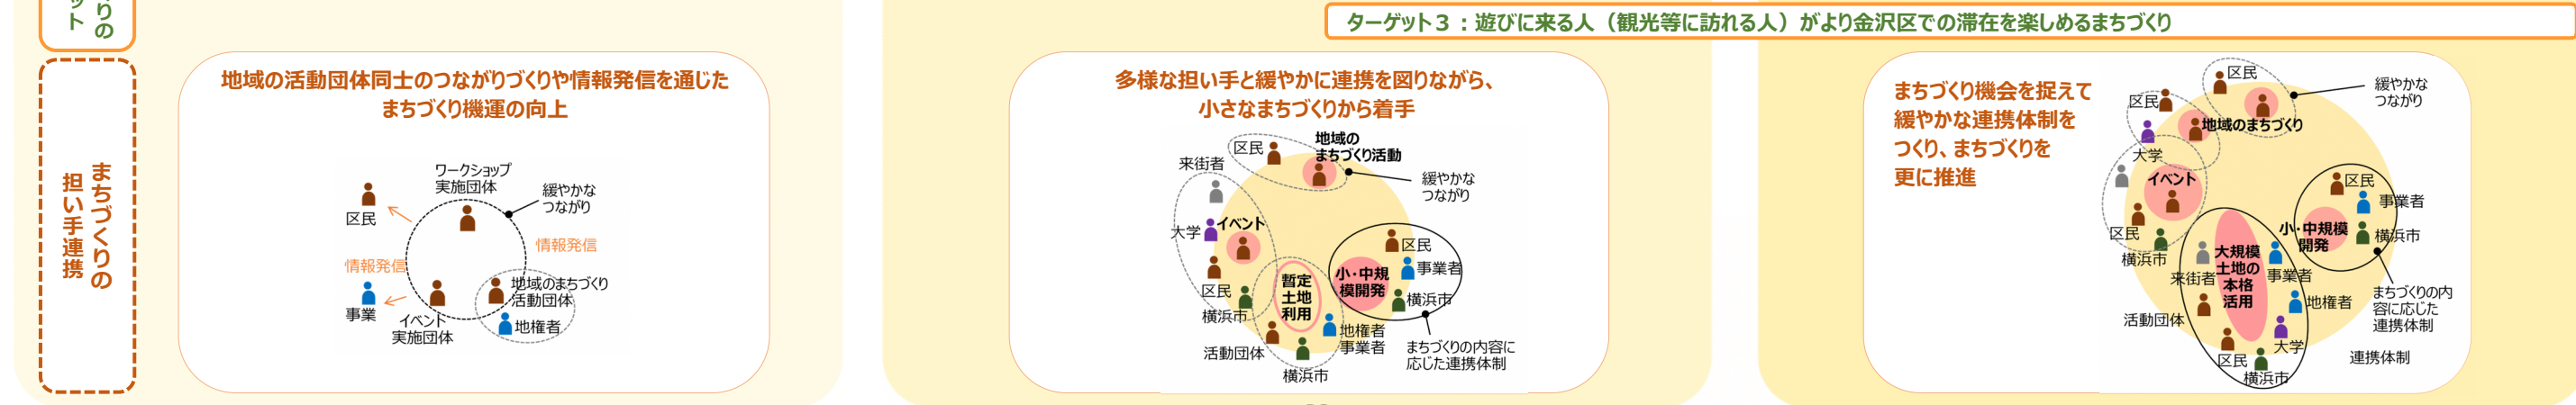 りの
ット
ターゲット３：遊びに来る人（観光等に訪れる人）がより金沢区での滞在を楽しめるまちづくり
まちづくりの
担い手連携
地域の活動団体同士のつながりづくりや情報発信を通じた
まちづくり機運の向上
ワークショップ
実施団体
緩やかな
つながり
区民
情報発信
情報発信
事業
イベント
実施団体
地域のまちづくり
活動団体
地権者
多様な担い手と緩やかに連携を図りながら、
小さなまちづくりから着手
区民
地域の
まちづくり活動
来街者
緩やかな
つながり
大学
イベント
区民
横浜市
暫定
土地
利用
小・中規
模開発
区民
事業者
横浜市
地権者
事業者
活動団体
横浜市
まちづくりの内容に
応じた連携体制
まちづくり機会を捉えて
緩やかな連携体制を
つくり、まちづくりを
更に推進
区民
緩やかな
つながり
区民
地域のまちづくり
大学
イベント
区民
横浜市
区民
事業者
小・中規模
開発
横浜市
来街者
大規模
土地の
本格
活用
事業者
地権者
活動団体
大学
区民
横浜市
まちづくりの内
容に応じた
連携体制
連携体制